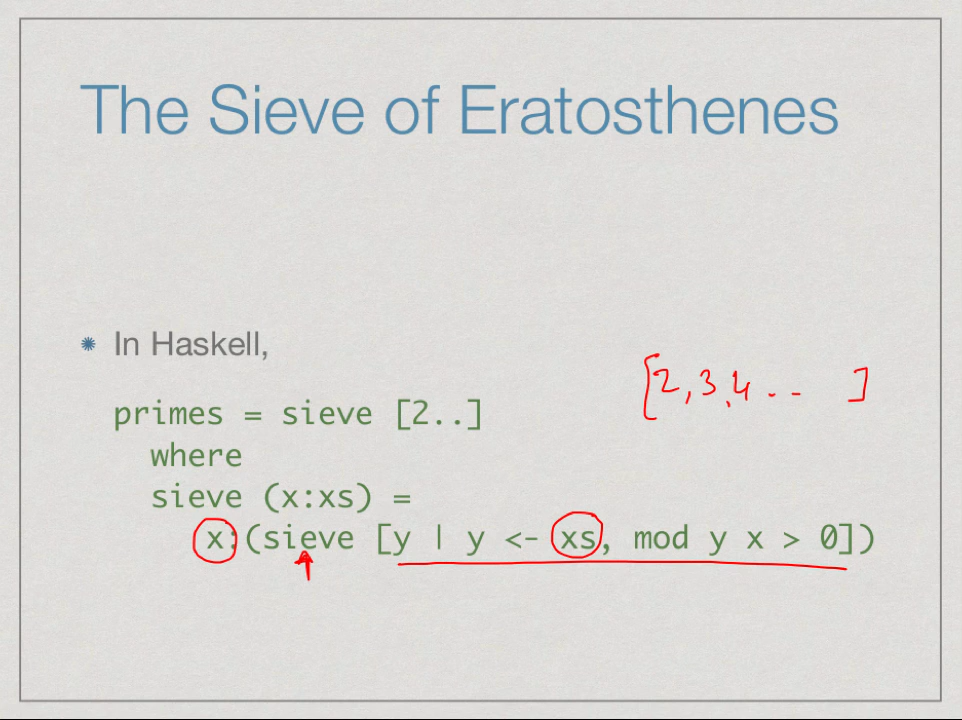 The Sieve of Eratosthenes
In Haskell,
[2,3,4 .. ]
primes = sieve [2..]
where
sieve (x:xs) =
x:(sieve [y | y <- xs, mod y x > 0])